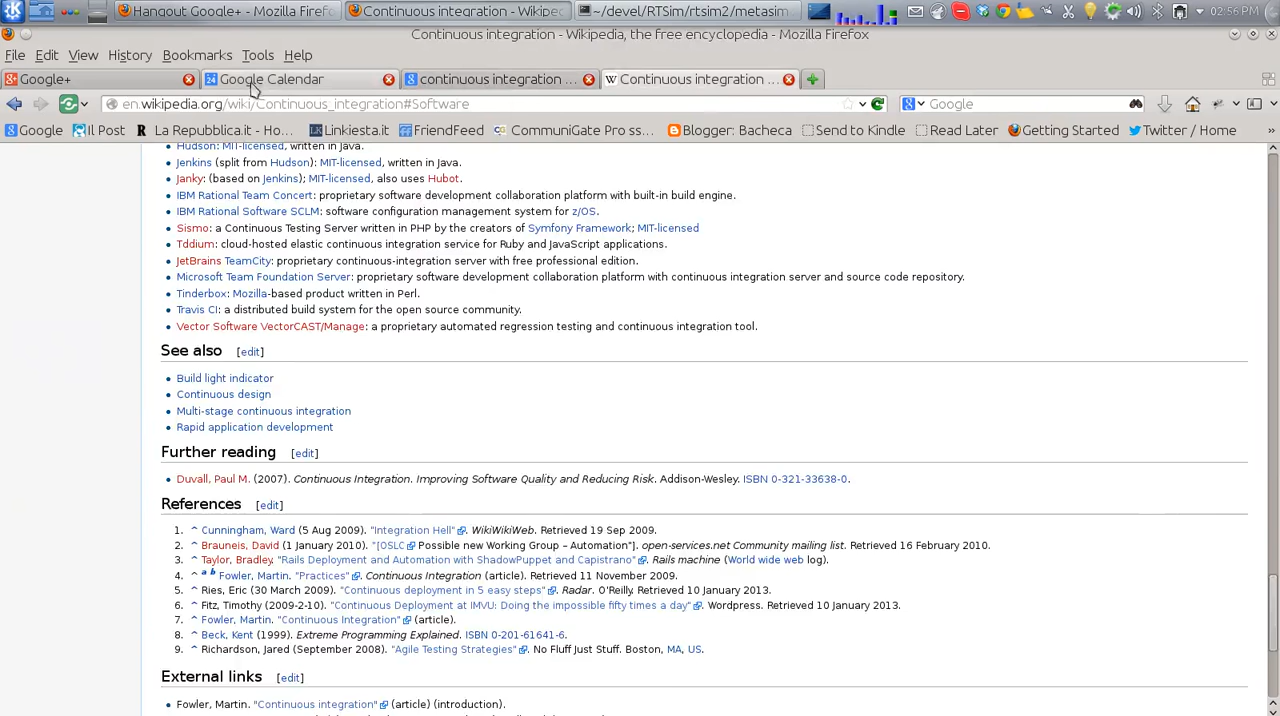 Hangout Google+ - Mozilla Firefo
Continuous integration - Wikipec
~/devel/RTSim/rtsim2.0/test.asm
02:56 PM
Continuous integration - Wikipedia, the free encyclopedia - Mozilla Firefox
File Edit View History Bookmarks Tools Help
Google+
24 Google Calendar
continuous integration ...
W Continuous integration ...
en.wikipedia.org/wiki/Continuous_integration#Software
Google
Google Il Post R La Repubblica.it - Ho... LK Linkiesta.it FriendFeed CG CommuniGate Pro ss... Blogger: Bacheca Send to Kindle Read Later Getting Started Twitter / Home »
Hudson: MIT-licensed, written in Java.
Jenkins (split from Hudson): MIT-licensed, written in Java.
Janky: (based on Jenkins); MIT-licensed, also uses Hubot.
IBM Rational Team Concert: proprietary software development collaboration platform with built-in build engine.
IBM Rational Software SCLM: software configuration management system for z/OS.
Sismo: a Continuous Testing Server written in PHP by the creators of Symfony Framework; MIT-licensed
Tddium: cloud-hosted elastic continuous integration service for Ruby and JavaScript applications.
JetBrains TeamCity: proprietary continuous-integration server with free professional edition.
Microsoft Team Foundation Server: proprietary software development collaboration platform with continuous integration server and source code repository.
Tinderbox: Mozilla-based product written in Perl.
Travis CI: a distributed build system for the open source community.
Vector Software VectorCAST/Manage: a proprietary automated regression testing and continuous integration tool.
See also [edit]
Build light indicator
Continuous design
Multi-stage continuous integration
Rapid application development
Further reading [edit]
Duvall, Paul M. (2007). Continuous Integration. Improving Software Quality and Reducing Risk. Addison-Wesley. ISBN 0-321-33638-0.
References [edit]
1. ^ Cunningham, Ward (5 Aug 2009). "Integration Hell". WikiWikiWeb. Retrieved 19 Sep 2009.
2. ^ Brauneis, David (1 January 2010). "[OSLC Possible new Working Group – Automation"]. open-services.net Community mailing list. Retrieved 16 February 2010.
3. ^ Taylor, Bradley. "Rails Deployment and Automation with ShadowPuppet and Capistrano". Rails machine (World wide web log).
4. ^ a b Fowler, Martin. "Practices". Continuous Integration (article). Retrieved 11 November 2009.
5. ^ Ries, Eric (30 March 2009). "Continuous deployment in 5 easy steps". Radar. O'Reilly. Retrieved 10 January 2013.
6. ^ Fitz, Timothy (2009-2-10). "Continuous Deployment at IMVU: Doing the impossible fifty times a day". Wordpress. Retrieved 10 January 2013.
7. ^ Fowler, Martin. "Continuous Integration" (article).
8. ^ Beck, Kent (1999). Extreme Programming Explained. ISBN 0-201-61641-6.
9. ^ Richardson, Jared (September 2008). "Agile Testing Strategies". No Fluff Just Stuff. Boston, MA, US.
External links [edit]
Fowler, Martin. "Continuous integration" (article) (introduction).